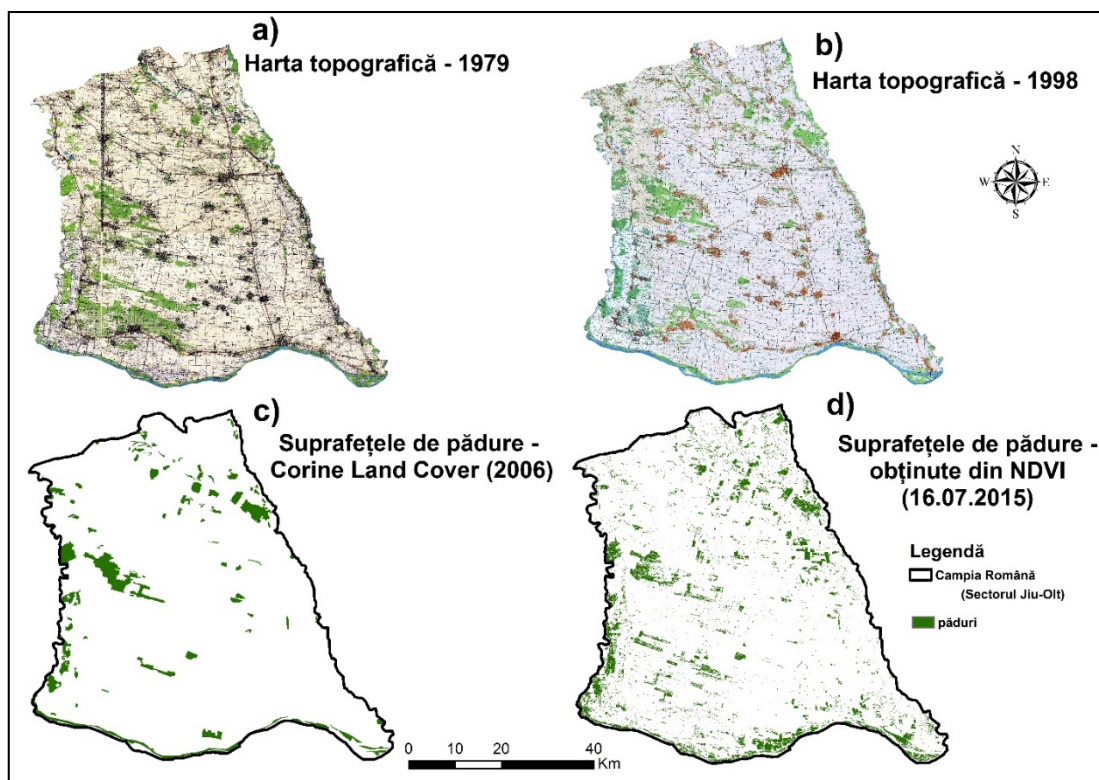 a)
Harta topografică - 1979
b)
Harta topografică - 1998
N
W E
S
c)
Suprafețele de pădure -
Corine Land Cover (2006)
d)
Suprafețele de pădure -
obținute din NDVI
(16.07.2015)
Legendă
Campia Română
(Sectorul Jiu-Olt)
păduri
0 10 20 40
Km